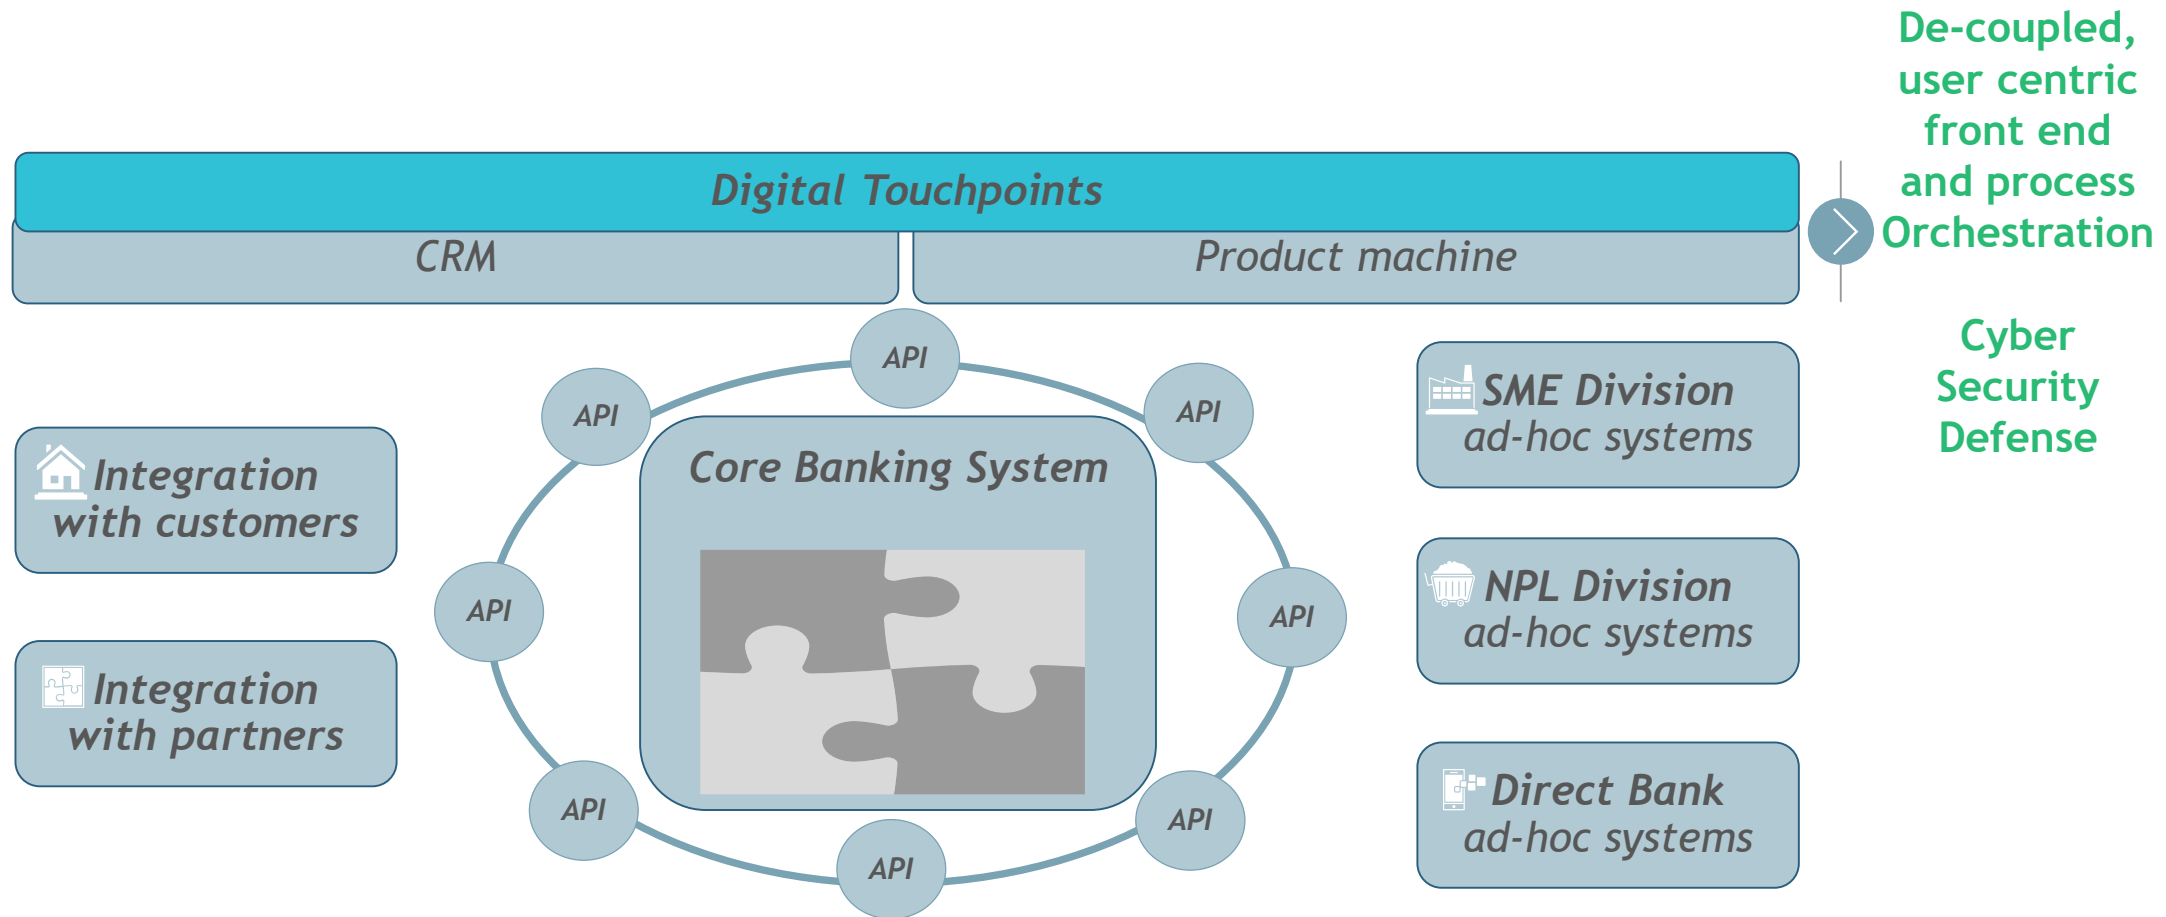 De-coupled,
user centric
front end
and process
Orchestration
Digital Touchpoints
CRM
Product machine
Cyber
Security
Defense
API
API
API
API
API
API
API
API
Core Banking System
Integration
with customers
Integration
with partners
SME Division
ad-hoc systems
NPL Division
ad-hoc systems
Direct Bank
ad-hoc systems